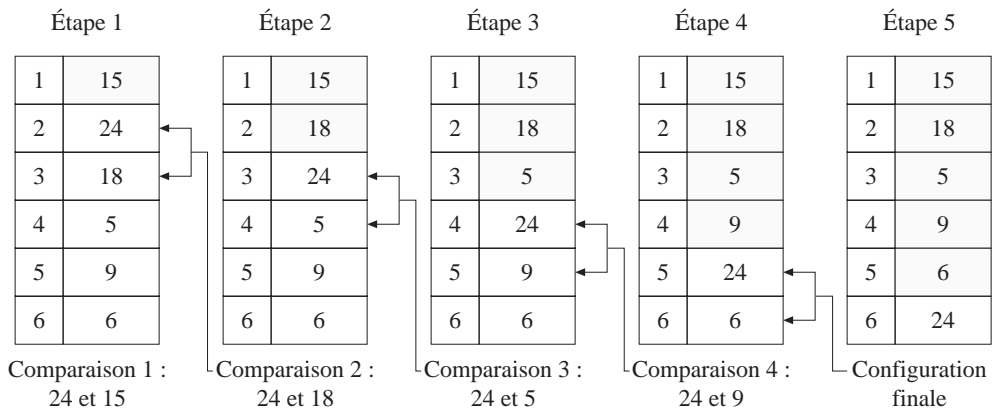 Étape 1 Étape 2 Étape 3 Étape 4 Étape 5
1 15 1 15 1 15 1 15 1 15
2 24 2 18 2 18 2 18 2 18
3 18 3 24 3 5 3 5 3 5
4 5 4 5 4 24 4 9 4 9
5 9 5 9 5 9 5 24 5 6
6 6 6 6 6 6 6 6 6 24
Comparaison 1 : Comparaison 2 : Comparaison 3 : Comparaison 4 : Configuration
24 et 15 24 et 18 24 et 5 24 et 9 finale